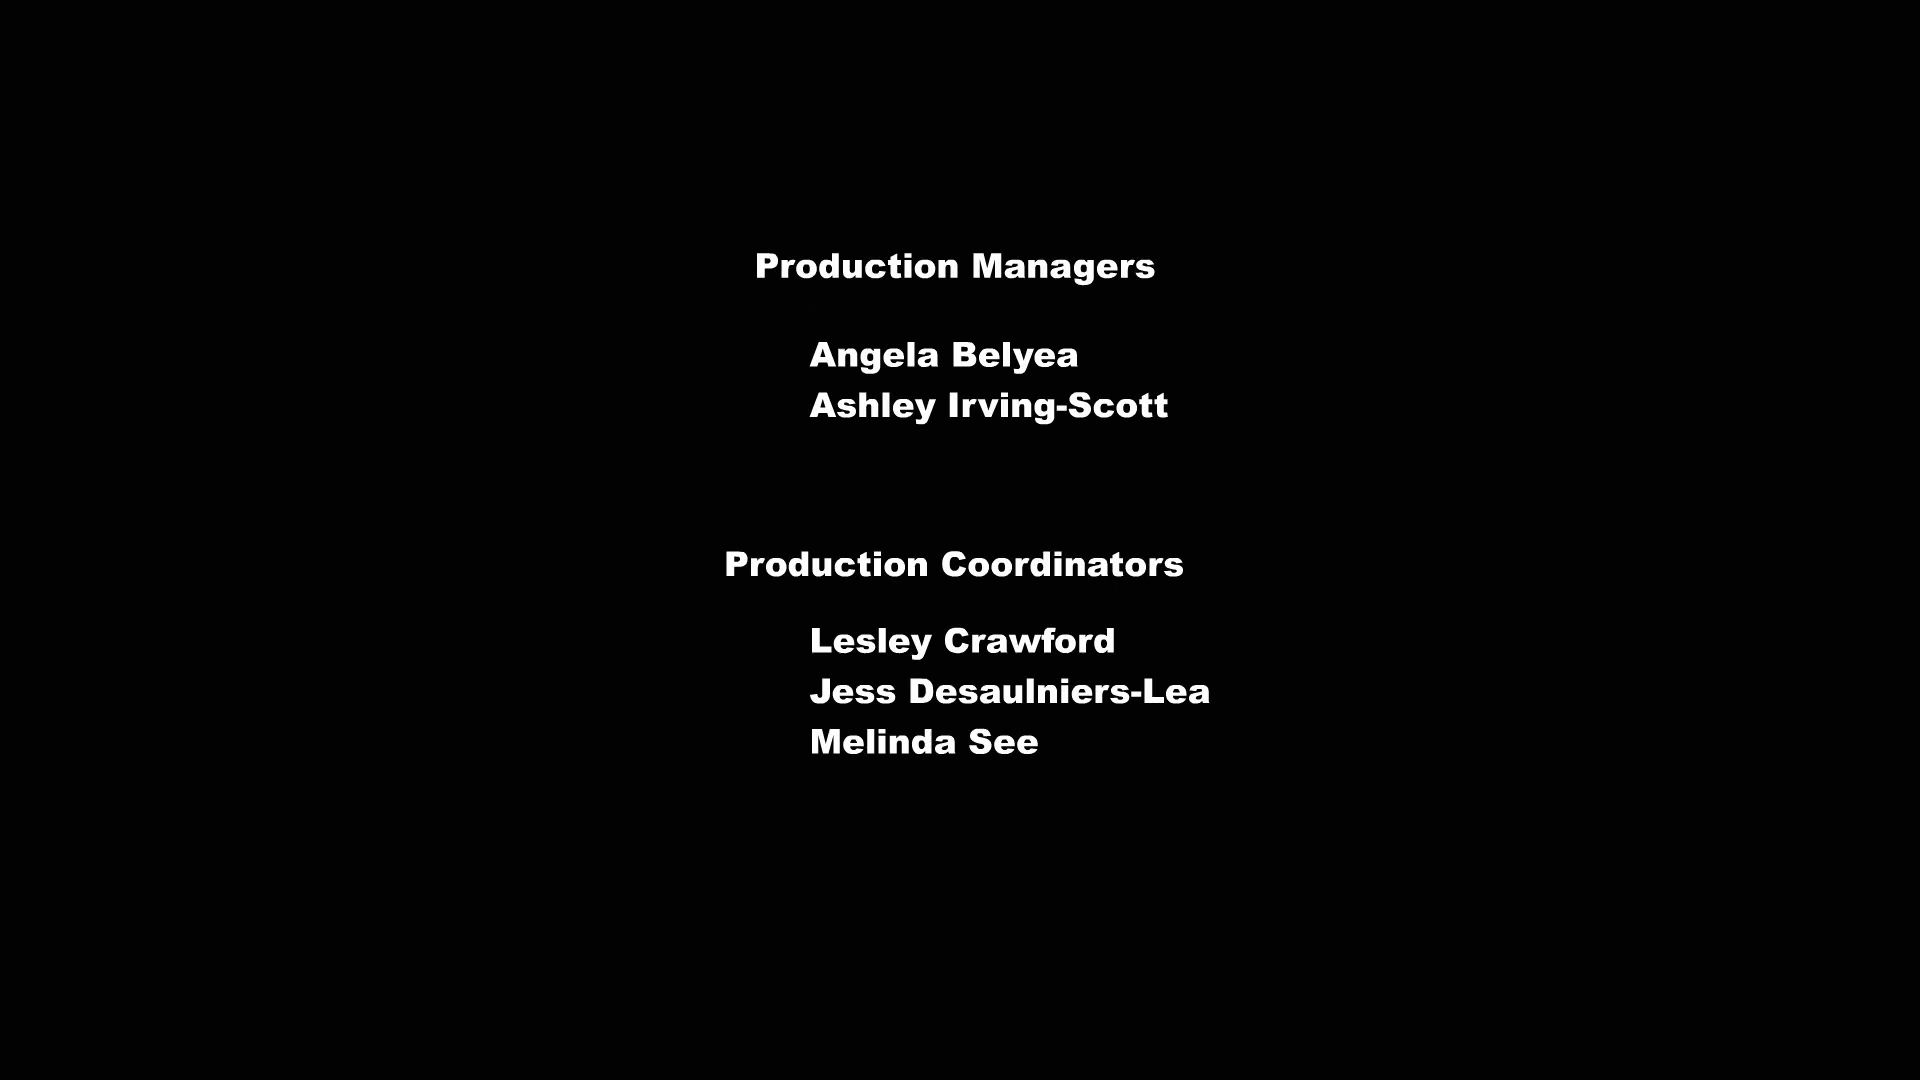 Production Managers
Angela Belyea
Ashley Irving-Scott
Production Coordinators
Lesley Crawford
Jess Desaulniers-Lea
Melinda See